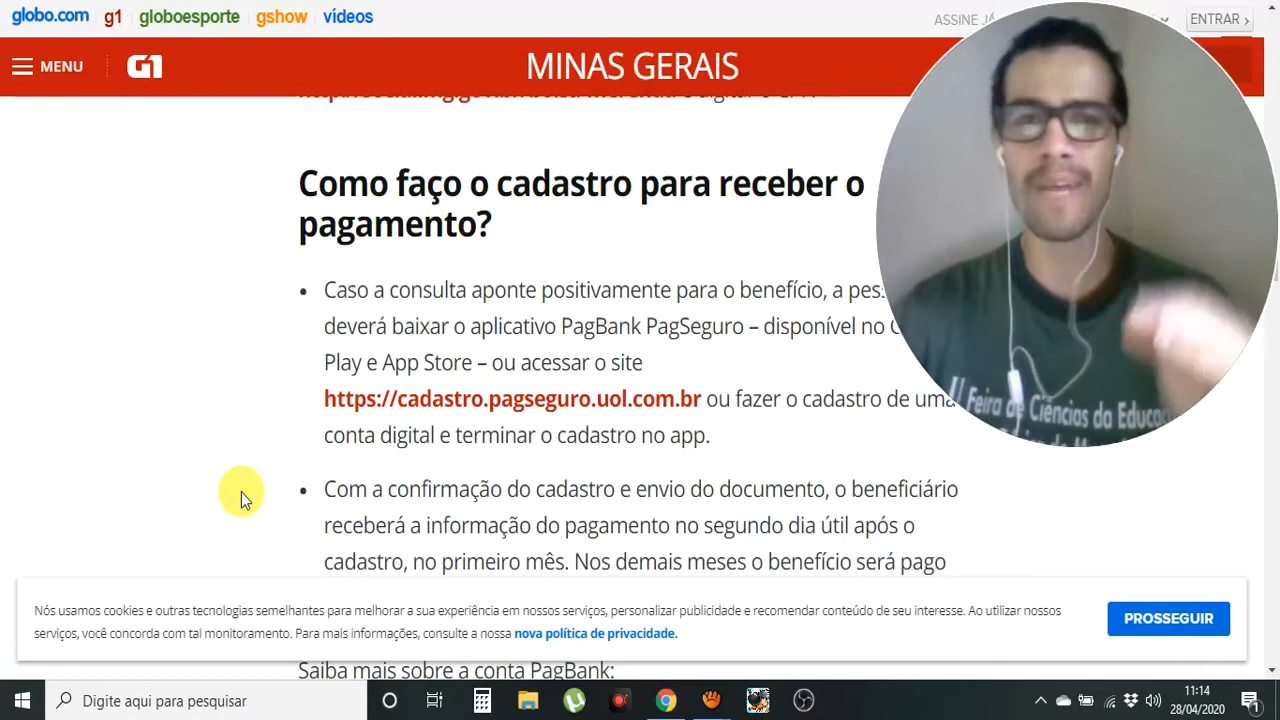 globo.com g1 globoesporte gshow vídeos
ASSINE JÁ
ENTRAR ›
MENU
G1
MINAS GERAIS
Como faço o cadastro para receber o
pagamento?
• Caso a consulta aponte positivamente para o benefício, a
deverá baixar o aplicativo PagBank PagSeguro – disponível no
Play e App Store – ou acessar o site
https://cadastro.pagseguro.uol.com.br ou fazer o cadastro de uma
conta digital e terminar o cadastro no app.
• Com a confirmação do cadastro e envio do documento, o beneficiário
receberá a informação do pagamento no segundo dia útil após o
cadastro, no primeiro mês. Nos demais meses o benefício será pago
Nós usamos cookies e outras tecnologias semelhantes para melhorar a sua experiência em nossos serviços, personalizar publicidade e recomendar conteúdo de seu interesse. Ao utilizar nossos
serviços, você concorda com tal monitoramento. Para mais informações, consulte a nossa nova política de privacidade.
PROSSEGUIR
Saiba mais sobre a conta PagBank:
Feira de Ciências da
Digite aqui para pesquisar
11:14
28/04/2020
1